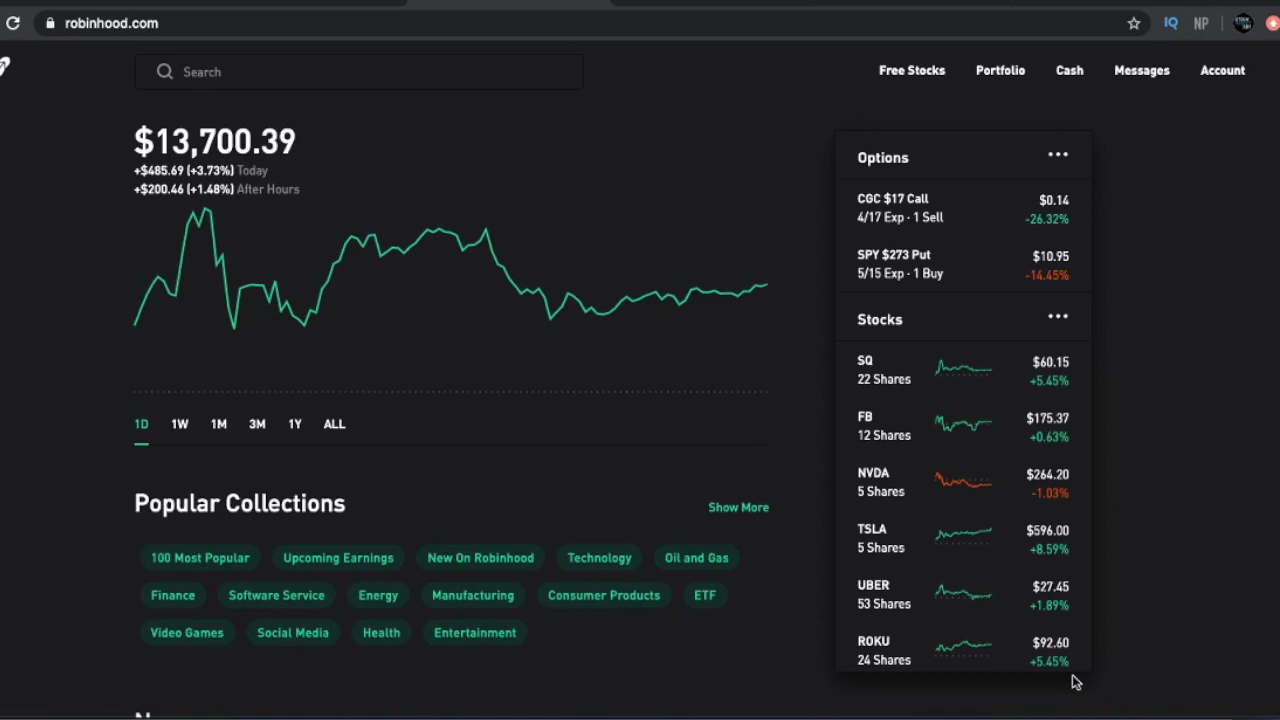 robinhood.com
IQ
NP
Search
Free Stocks
Portfolio
Cash
Messages
Account
$13,700.39
+$485.69 (+3.73%) Today
+$200.46 (+1.48%) After Hours
1D
1W
1M
3M
1Y
ALL
Popular Collections
Show More
100 Most Popular
Upcoming Earnings
New On Robinhood
Technology
Oil and Gas
Finance
Software Service
Energy
Manufacturing
Consumer Products
ETF
Video Games
Social Media
Health
Entertainment
Options
CGC $17 Call $0.14
4/17 Exp · 1 Sell -26.32%
SPY $273 Put $10.95
5/15 Exp · 1 Buy -14.45%
Stocks
SQ $60.15
22 Shares +5.45%
FB $175.37
12 Shares +0.63%
NVDA $264.20
5 Shares -1.03%
TSLA $596.00
5 Shares +8.59%
UBER $27.45
53 Shares +1.89%
ROKU $92.60
24 Shares +5.45%